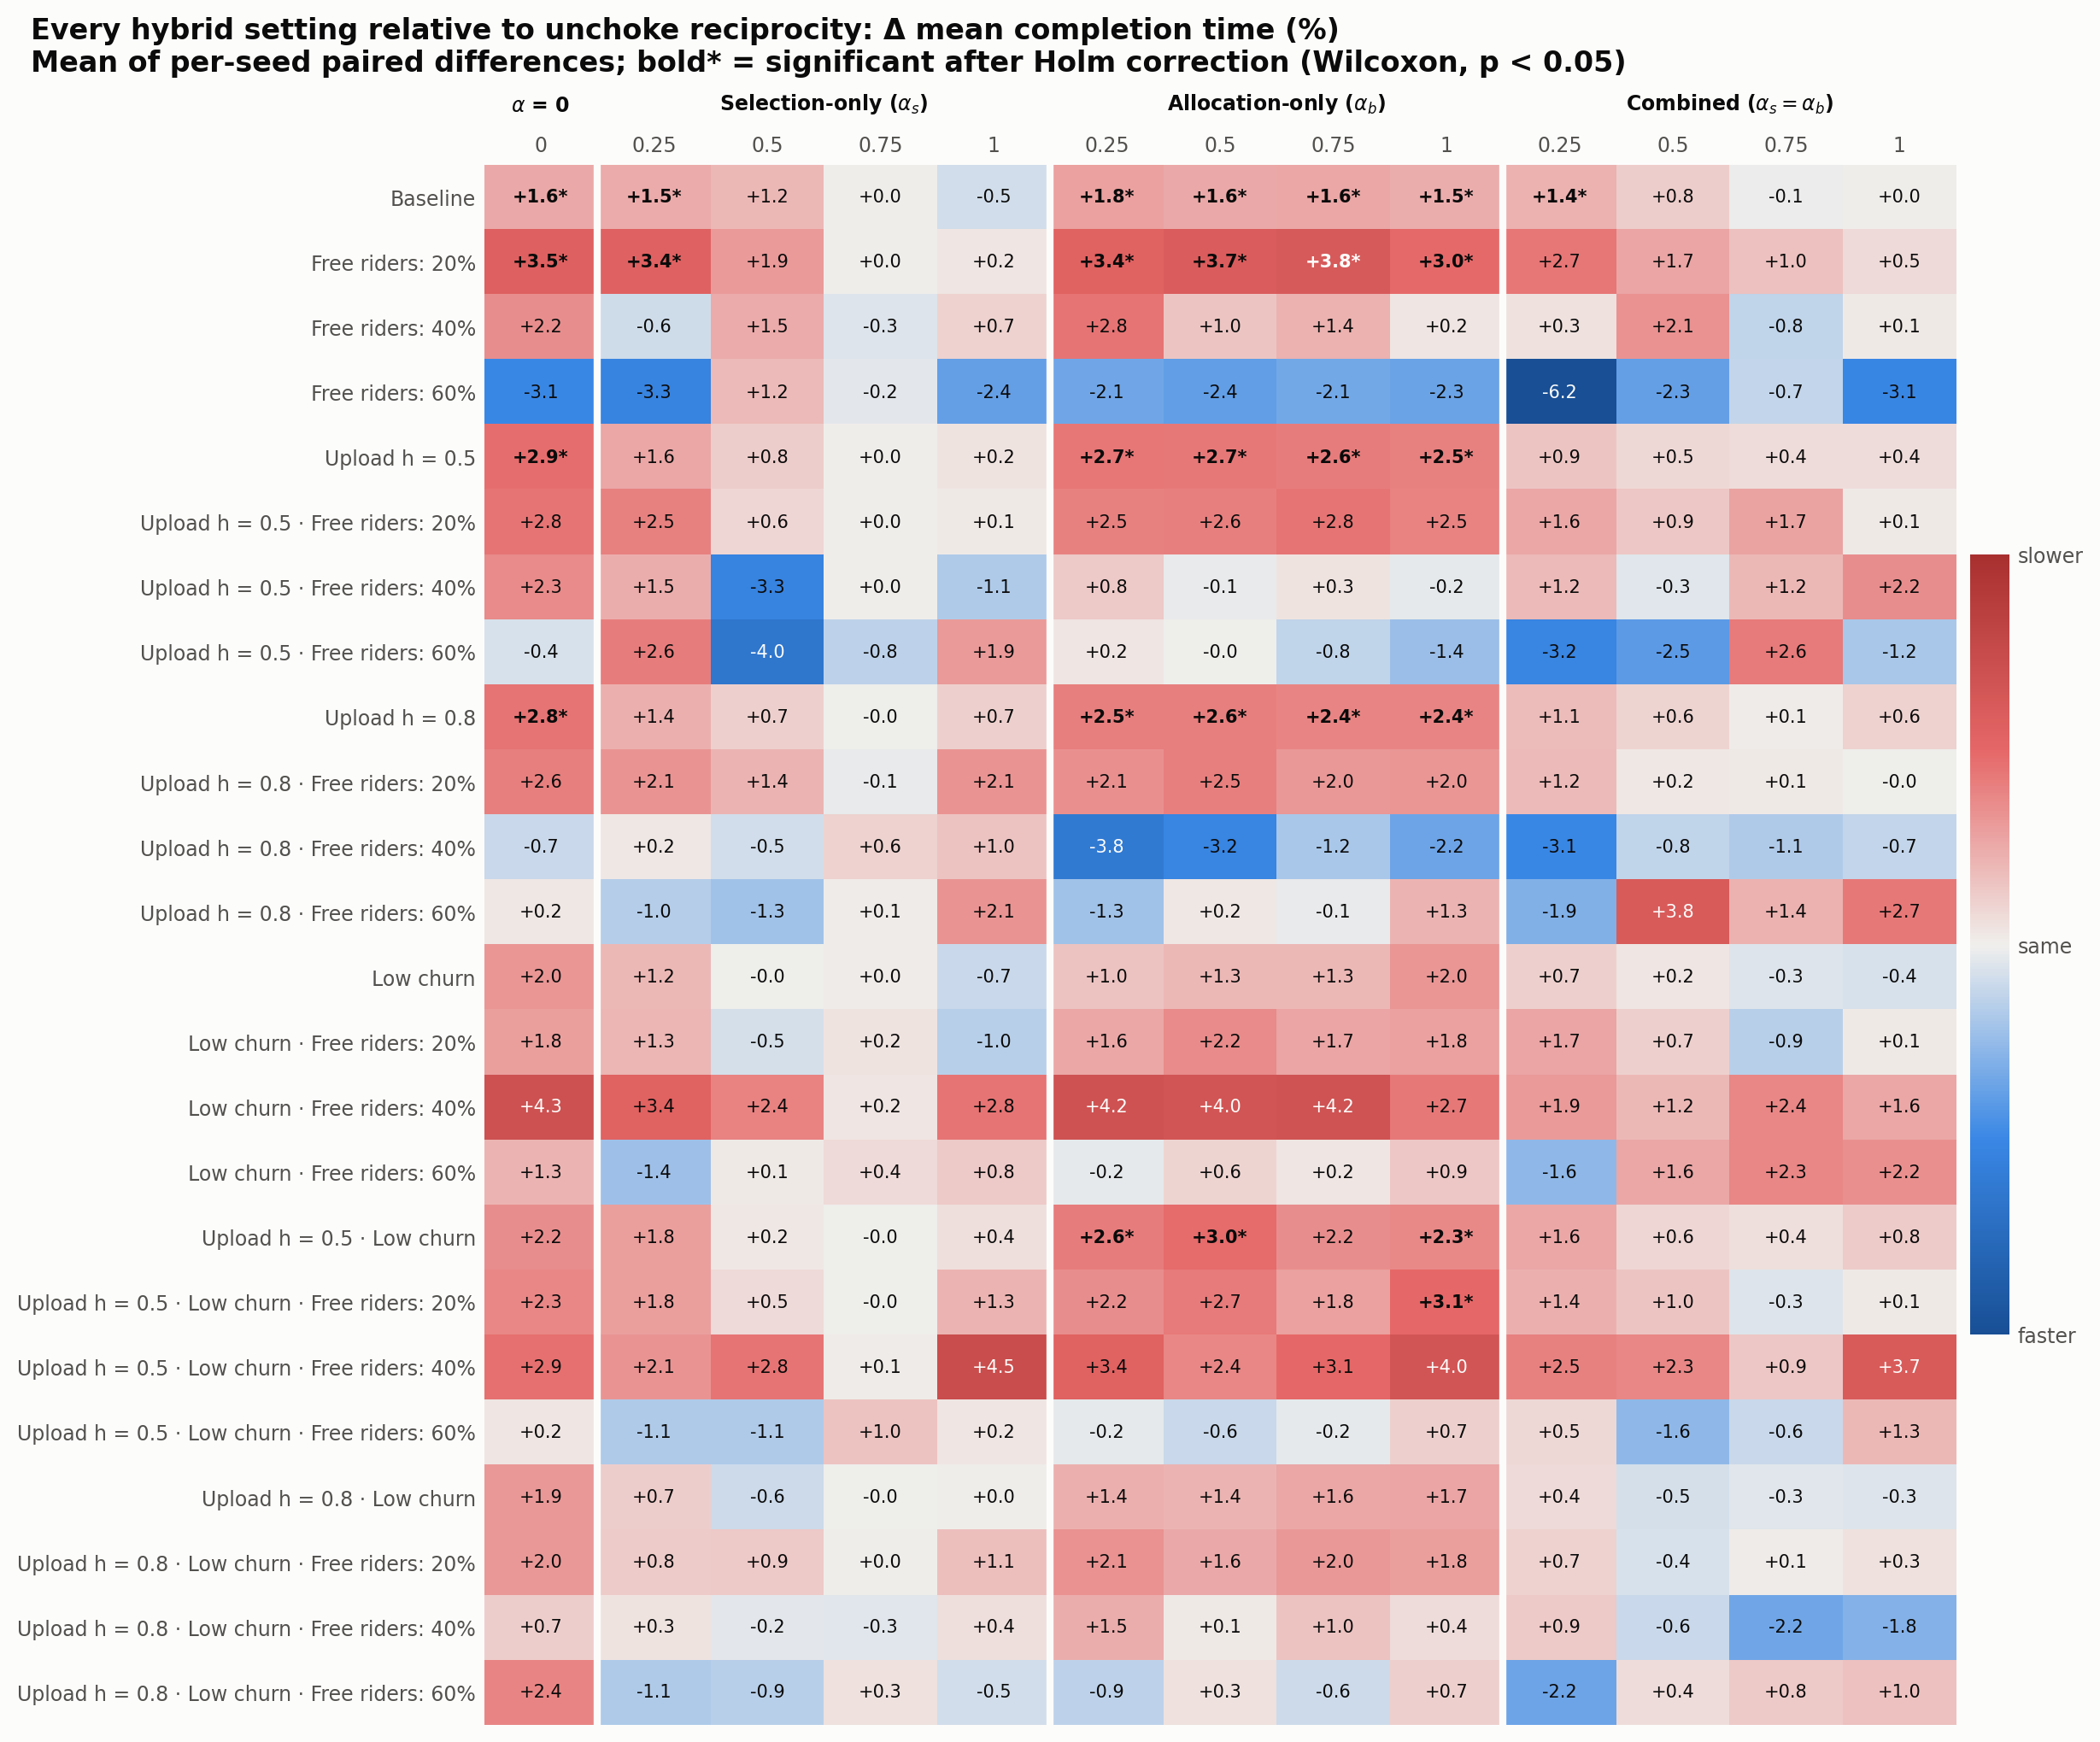 Every hybrid setting relative to unchoke reciprocity: Δ mean completion time (%)
Mean of per-seed paired differences; bold* = significant after Holm correction (Wilcoxon, p < 0.05)
α = 0 Selection-only (αs) Allocation-only (αb) Combined (αs = αb)
0 0.25 0.5 0.75 1 0.25 0.5 0.75 1 0.25 0.5 0.75 1
Baseline +1.6* +1.5* +1.2 +0.0 -0.5 +1.8* +1.6* +1.6* +1.5* +1.4* +0.8 -0.1 +0.0
Free riders: 20% +3.5* +3.4* +1.9 +0.0 +0.2 +3.4* +3.7* +3.8* +3.0* +2.7 +1.7 +1.0 +0.5
Free riders: 40% +2.2 -0.6 +1.5 -0.3 +0.7 +2.8 +1.0 +1.4 +0.2 +0.3 +2.1 -0.8 +0.1
Free riders: 60% -3.1 -3.3 +1.2 -0.2 -2.4 -2.1 -2.4 -2.1 -2.3 -6.2 -2.3 -0.7 -3.1
Upload h = 0.5 +2.9* +1.6 +0.8 +0.0 +0.2 +2.7* +2.7* +2.6* +2.5* +0.9 +0.5 +0.4 +0.4
Upload h = 0.5 · Free riders: 20% +2.8 +2.5 +0.6 +0.0 +0.1 +2.5 +2.6 +2.8 +2.5 +1.6 +0.9 +1.7 +0.1
slower
Upload h = 0.5 · Free riders: 40% +2.3 +1.5 -3.3 +0.0 -1.1 +0.8 -0.1 +0.3 -0.2 +1.2 -0.3 +1.2 +2.2
Upload h = 0.5 · Free riders: 60% -0.4 +2.6 -4.0 -0.8 +1.9 +0.2 -0.0 -0.8 -1.4 -3.2 -2.5 +2.6 -1.2
Upload h = 0.8 +2.8* +1.4 +0.7 -0.0 +0.7 +2.5* +2.6* +2.4* +2.4* +1.1 +0.6 +0.1 +0.6
Upload h = 0.8 · Free riders: 20% +2.6 +2.1 +1.4 -0.1 +2.1 +2.1 +2.5 +2.0 +2.0 +1.2 +0.2 +0.1 -0.0
Upload h = 0.8 · Free riders: 40% -0.7 +0.2 -0.5 +0.6 +1.0 -3.8 -3.2 -1.2 -2.2 -3.1 -0.8 -1.1 -0.7
Upload h = 0.8 · Free riders: 60% +0.2 -1.0 -1.3 +0.1 +2.1 -1.3 +0.2 -0.1 +1.3 -1.9 +3.8 +1.4 +2.7
same
Low churn +2.0 +1.2 -0.0 +0.0 -0.7 +1.0 +1.3 +1.3 +2.0 +0.7 +0.2 -0.3 -0.4
Low churn · Free riders: 20% +1.8 +1.3 -0.5 +0.2 -1.0 +1.6 +2.2 +1.7 +1.8 +1.7 +0.7 -0.9 +0.1
Low churn · Free riders: 40% +4.3 +3.4 +2.4 +0.2 +2.8 +4.2 +4.0 +4.2 +2.7 +1.9 +1.2 +2.4 +1.6
Low churn · Free riders: 60% +1.3 -1.4 +0.1 +0.4 +0.8 -0.2 +0.6 +0.2 +0.9 -1.6 +1.6 +2.3 +2.2
Upload h = 0.5 · Low churn +2.2 +1.8 +0.2 -0.0 +0.4 +2.6* +3.0* +2.2 +2.3* +1.6 +0.6 +0.4 +0.8
Upload h = 0.5 · Low churn · Free riders: 20% +2.3 +1.8 +0.5 -0.0 +1.3 +2.2 +2.7 +1.8 +3.1* +1.4 +1.0 -0.3 +0.1
faster
Upload h = 0.5 · Low churn · Free riders: 40% +2.9 +2.1 +2.8 +0.1 +4.5 +3.4 +2.4 +3.1 +4.0 +2.5 +2.3 +0.9 +3.7
Upload h = 0.5 · Low churn · Free riders: 60% +0.2 -1.1 -1.1 +1.0 +0.2 -0.2 -0.6 -0.2 +0.7 +0.5 -1.6 -0.6 +1.3
Upload h = 0.8 · Low churn +1.9 +0.7 -0.6 -0.0 +0.0 +1.4 +1.4 +1.6 +1.7 +0.4 -0.5 -0.3 -0.3
Upload h = 0.8 · Low churn · Free riders: 20% +2.0 +0.8 +0.9 +0.0 +1.1 +2.1 +1.6 +2.0 +1.8 +0.7 -0.4 +0.1 +0.3
Upload h = 0.8 · Low churn · Free riders: 40% +0.7 +0.3 -0.2 -0.3 +0.4 +1.5 +0.1 +1.0 +0.4 +0.9 -0.6 -2.2 -1.8
Upload h = 0.8 · Low churn · Free riders: 60% +2.4 -1.1 -0.9 +0.3 -0.5 -0.9 +0.3 -0.6 +0.7 -2.2 +0.4 +0.8 +1.0